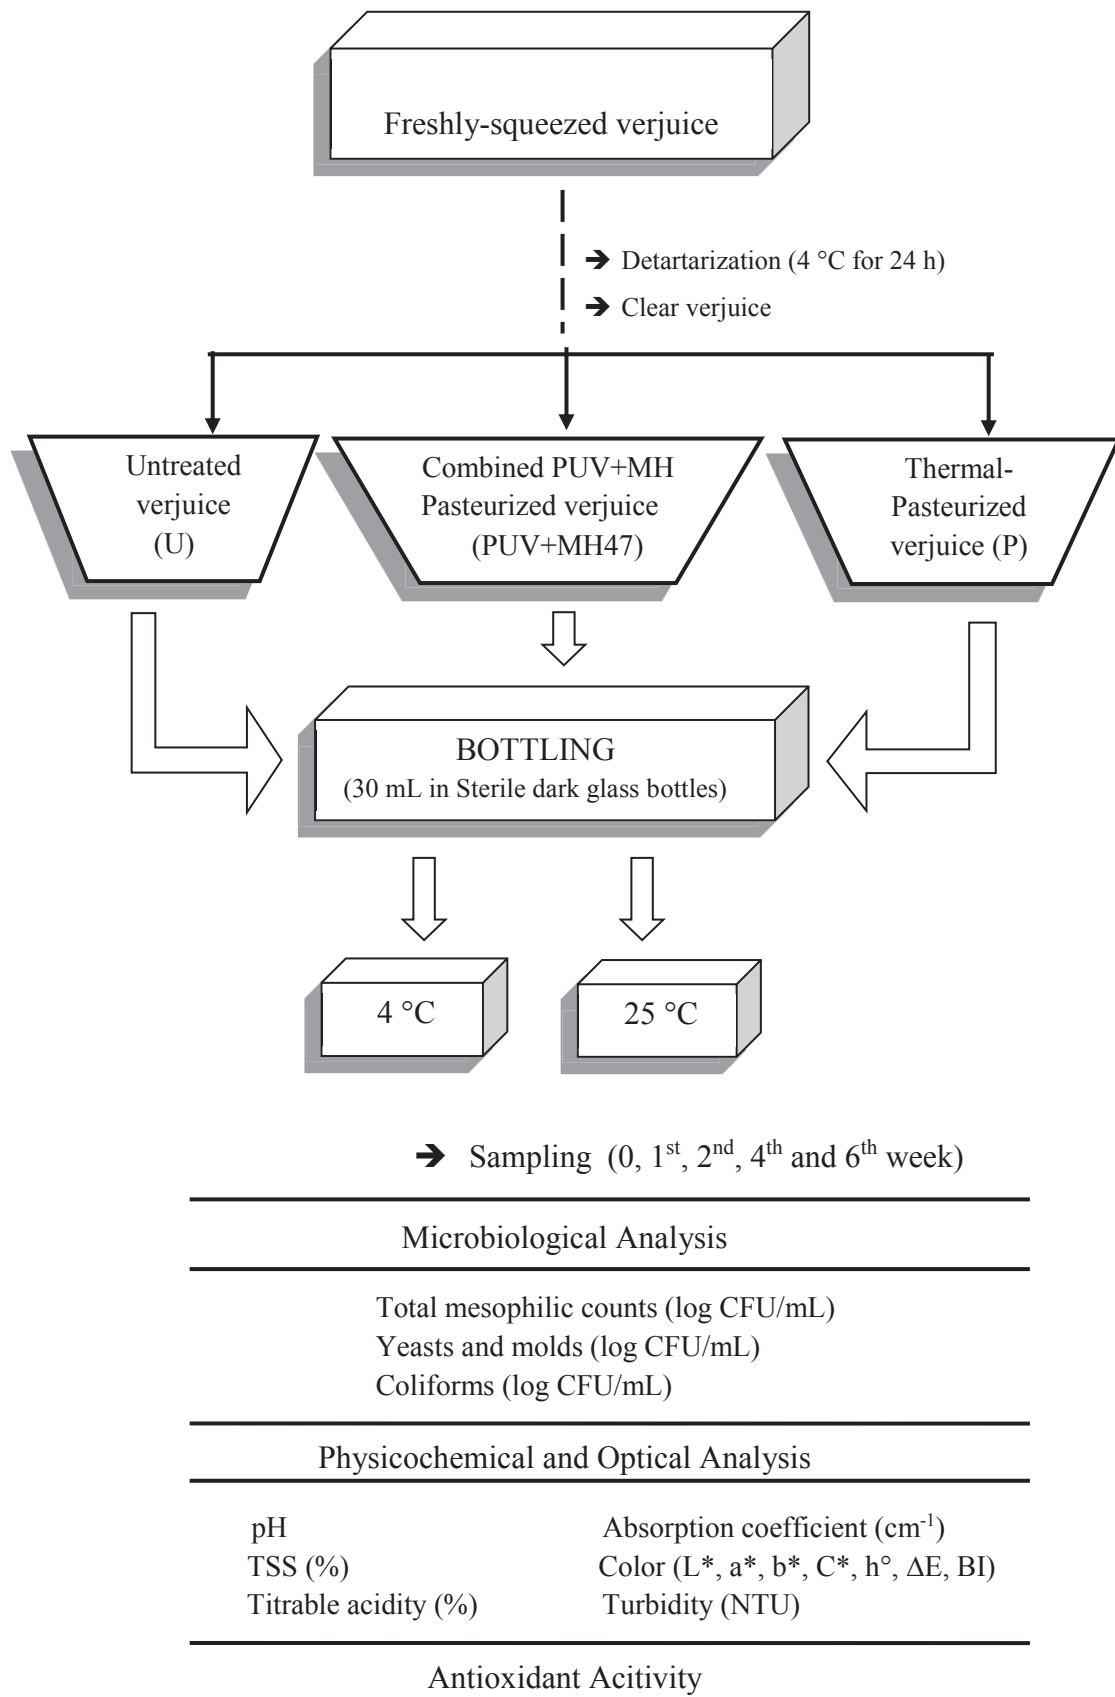 Freshly-squeezed verjuice
➔ Detartarization (4 °C for 24 h)
➔ Clear verjuice
Untreated
verjuice
(U)
Combined PUV+MH
Pasteurized verjuice
(PUV+MH47)
Thermal-
Pasteurized
verjuice (P)
BOTTLING
(30 mL in Sterile dark glass bottles)
4 °C
25 °C
➔ Sampling (0, 1st, 2nd, 4th and 6th week)
Microbiological Analysis
Total mesophilic counts (log CFU/mL)
Yeasts and molds (log CFU/mL)
Coliforms (log CFU/mL)
Physicochemical and Optical Analysis
pH
TSS (%)
Titrable acidity (%)
Absorption coefficient (cm-1)
Color (L*, a*, b*, C*, h°, ΔE, BI)
Turbidity (NTU)
Antioxidant Acitivity